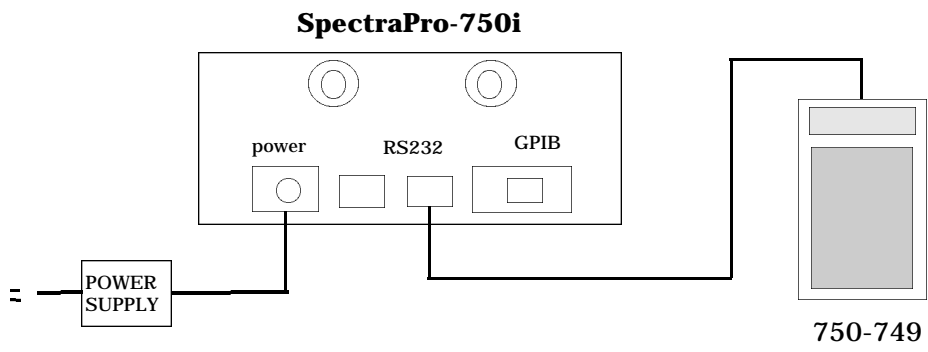 SpectraPro-750i
power
RS232
GPIB
POWER
SUPPLY
750-749